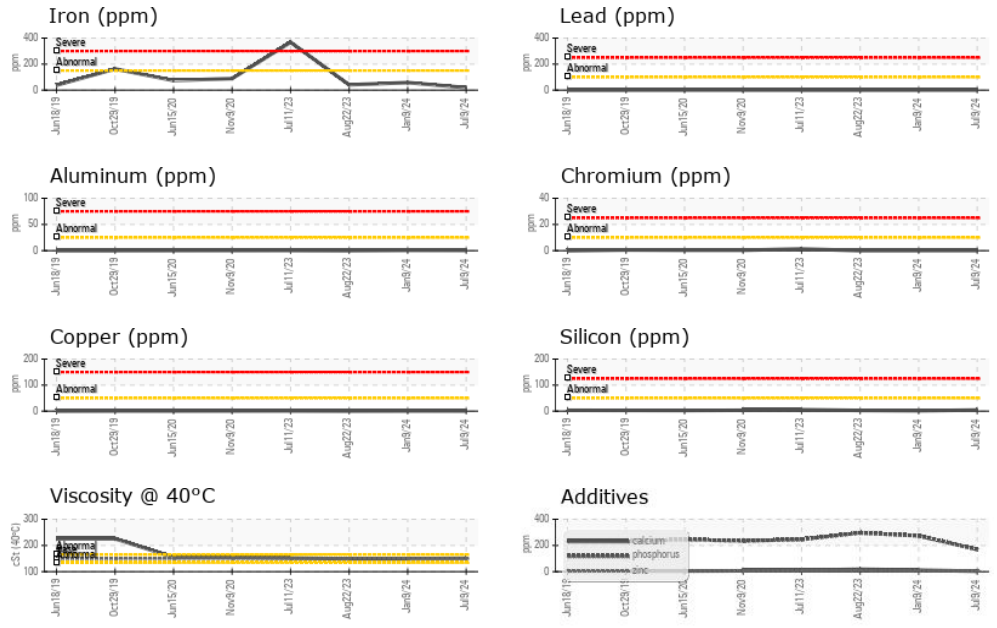 Iron (ppm)
400
Severe
Abnormal
200
0
ppm
Jun18/19
Oct29/19
Jun15/20
Nov9/20
Jul11/23
Aug22/23
Jan9/24
Jul9/24
Lead (ppm)
400
Severe
200
Abnormal
0
ppm
Jun18/19
Oct29/19
Jun15/20
Nov9/20
Jul11/23
Aug22/23
Jan9/24
Jul9/24
Aluminum (ppm)
100
Severe
50
Abnormal
0
ppm
Jun18/19
Oct29/19
Jun15/20
Nov9/20
Jul11/23
Aug22/23
Jan9/24
Jul9/24
Chromium (ppm)
40
Severe
20
Abnormal
0
ppm
Jun18/19
Oct29/19
Jun15/20
Nov9/20
Jul11/23
Aug22/23
Jan9/24
Jul9/24
Copper (ppm)
200
Severe
100
Abnormal
0
ppm
Jun18/19
Oct29/19
Jun15/20
Nov9/20
Jul11/23
Aug22/23
Jan9/24
Jul9/24
Silicon (ppm)
200
Severe
100
Abnormal
0
ppm
Jun18/19
Oct29/19
Jun15/20
Nov9/20
Jul11/23
Aug22/23
Jan9/24
Jul9/24
Viscosity @ 40°C
300
200
Abnormal
Abnormal
100
cSt (40°C)
Jun18/19
Oct29/19
Jun15/20
Nov9/20
Jul11/23
Aug22/23
Jan9/24
Jul9/24
Additives
400
calcium
200
phosphorus
zinc
0
ppm
Jun18/19
Oct29/19
Jun15/20
Nov9/20
Jul11/23
Aug22/23
Jan9/24
Jul9/24